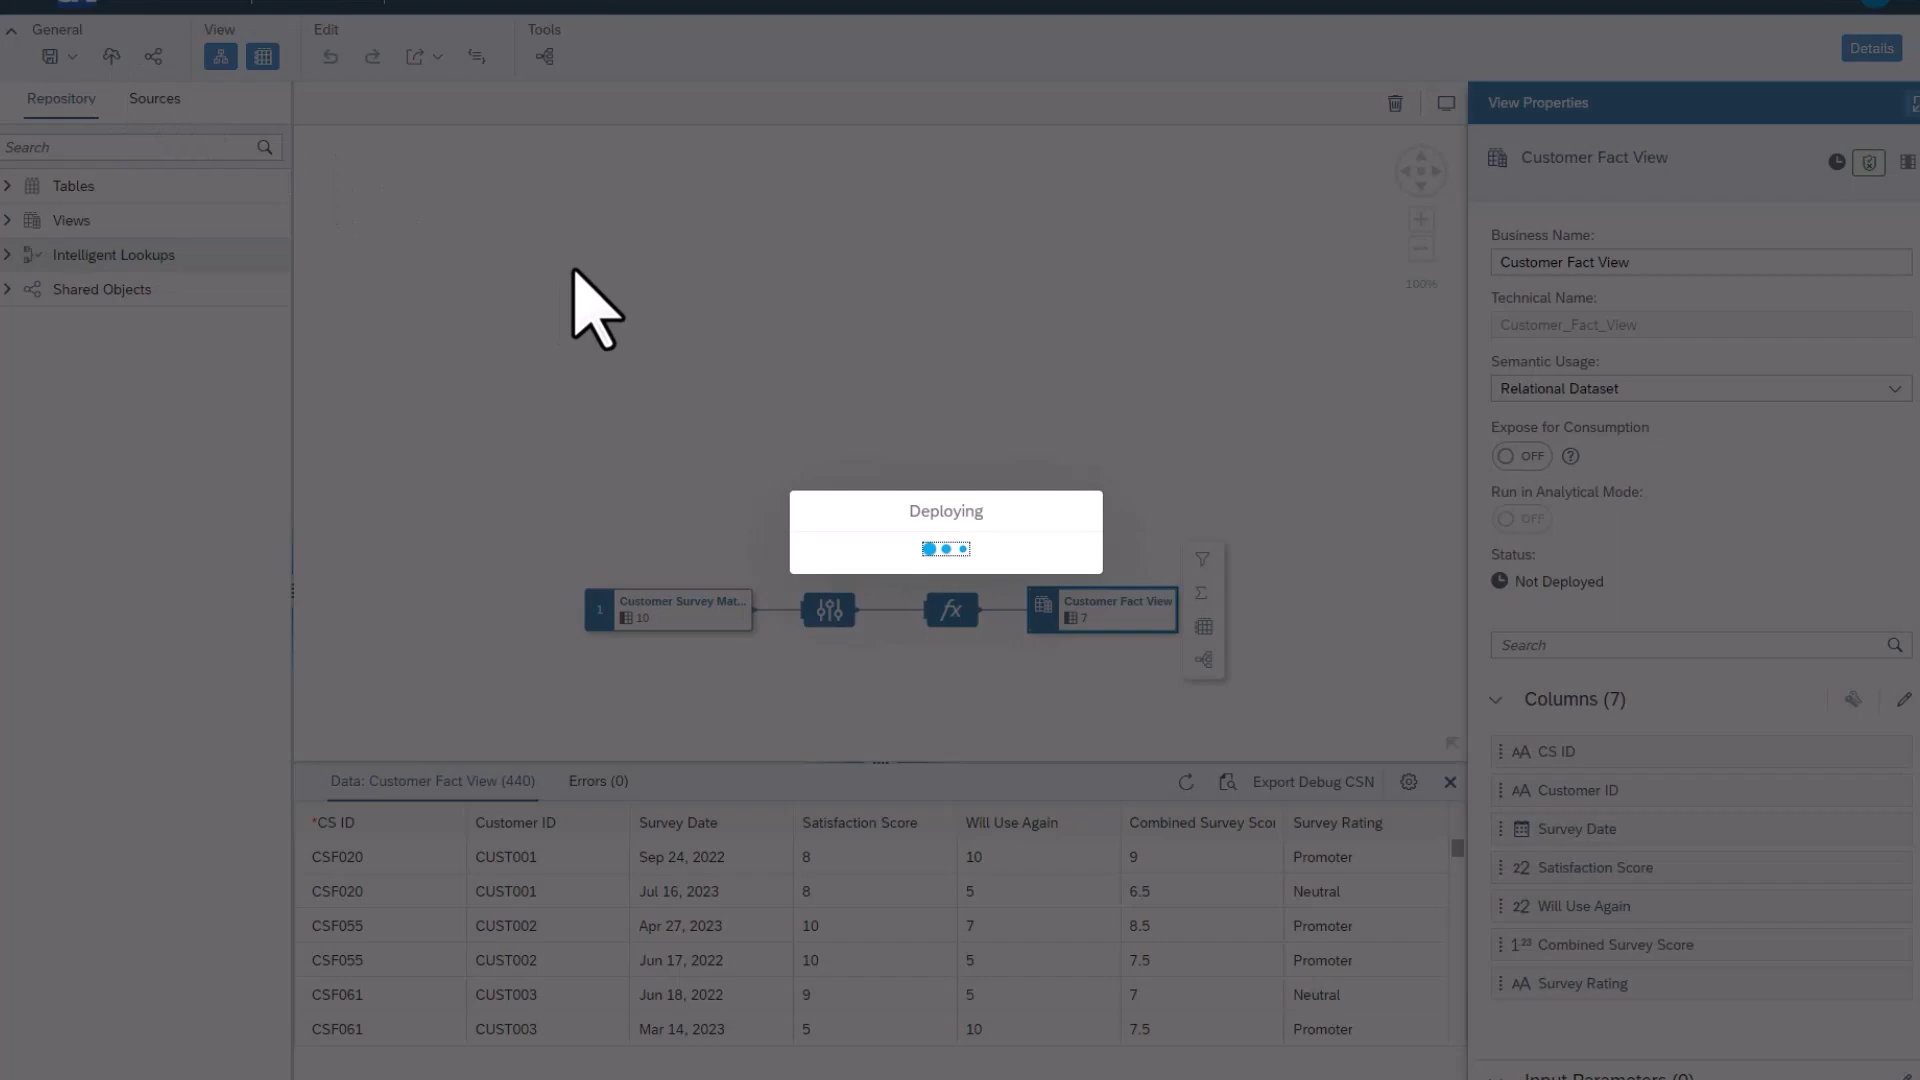 General
View
Edit
Tools
Details
Repository
Sources
Search
Tables
Views
Intelligent Lookups
Shared Objects
100%
Deploying
1
Customer Survey Mat...
10
fx
Customer Fact View
7
View Properties
Customer Fact View
Business Name:
Customer Fact View
Technical Name:
Customer_Fact_View
Semantic Usage:
Relational Dataset
Expose for Consumption
OFF
Run in Analytical Mode:
OFF
Status:
Not Deployed
Search
Columns (7)
CS ID
Customer ID
Survey Date
Satisfaction Score
Will Use Again
Combined Survey Score
Survey Rating
Input Parameters (0)
Data: Customer Fact View (440) Errors (0) Export Debug CSN
*CS ID Customer ID Survey Date Satisfaction Score Will Use Again Combined Survey Scor Survey Rating
CSF020 CUST001 Sep 24, 2022 8 10 9 Promoter
CSF020 CUST001 Jul 16, 2023 8 5 6.5 Neutral
CSF055 CUST002 Apr 27, 2023 10 7 8.5 Promoter
CSF055 CUST002 Jun 17, 2022 10 5 7.5 Promoter
CSF061 CUST003 Jun 18, 2022 9 5 7 Neutral
CSF061 CUST003 Mar 14, 2023 5 10 7.5 Promoter